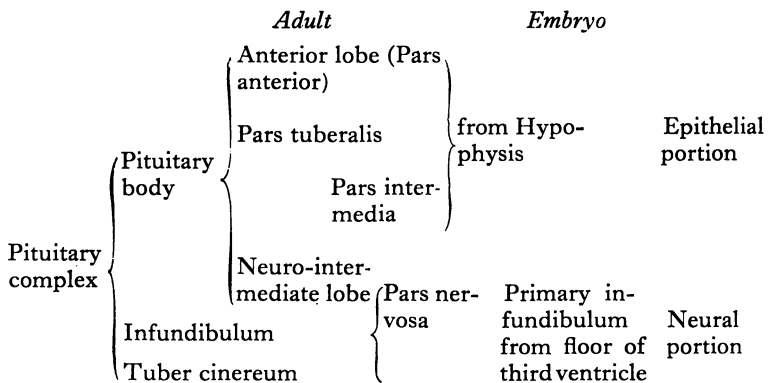 Adult Embryo
Anterior lobe (Pars
anterior)
Pars tuberalis
from Hypo-
physis
Epithelial
portion
Pituitary
body
Pars inter-
media
Pituitary
complex
Neuro-inter-
mediate lobe
Pars ner-
vosa
Primary in-
fundibulum
from floor of
third ventricle
Neural
portion
Infundibulum
Tuber cinereum